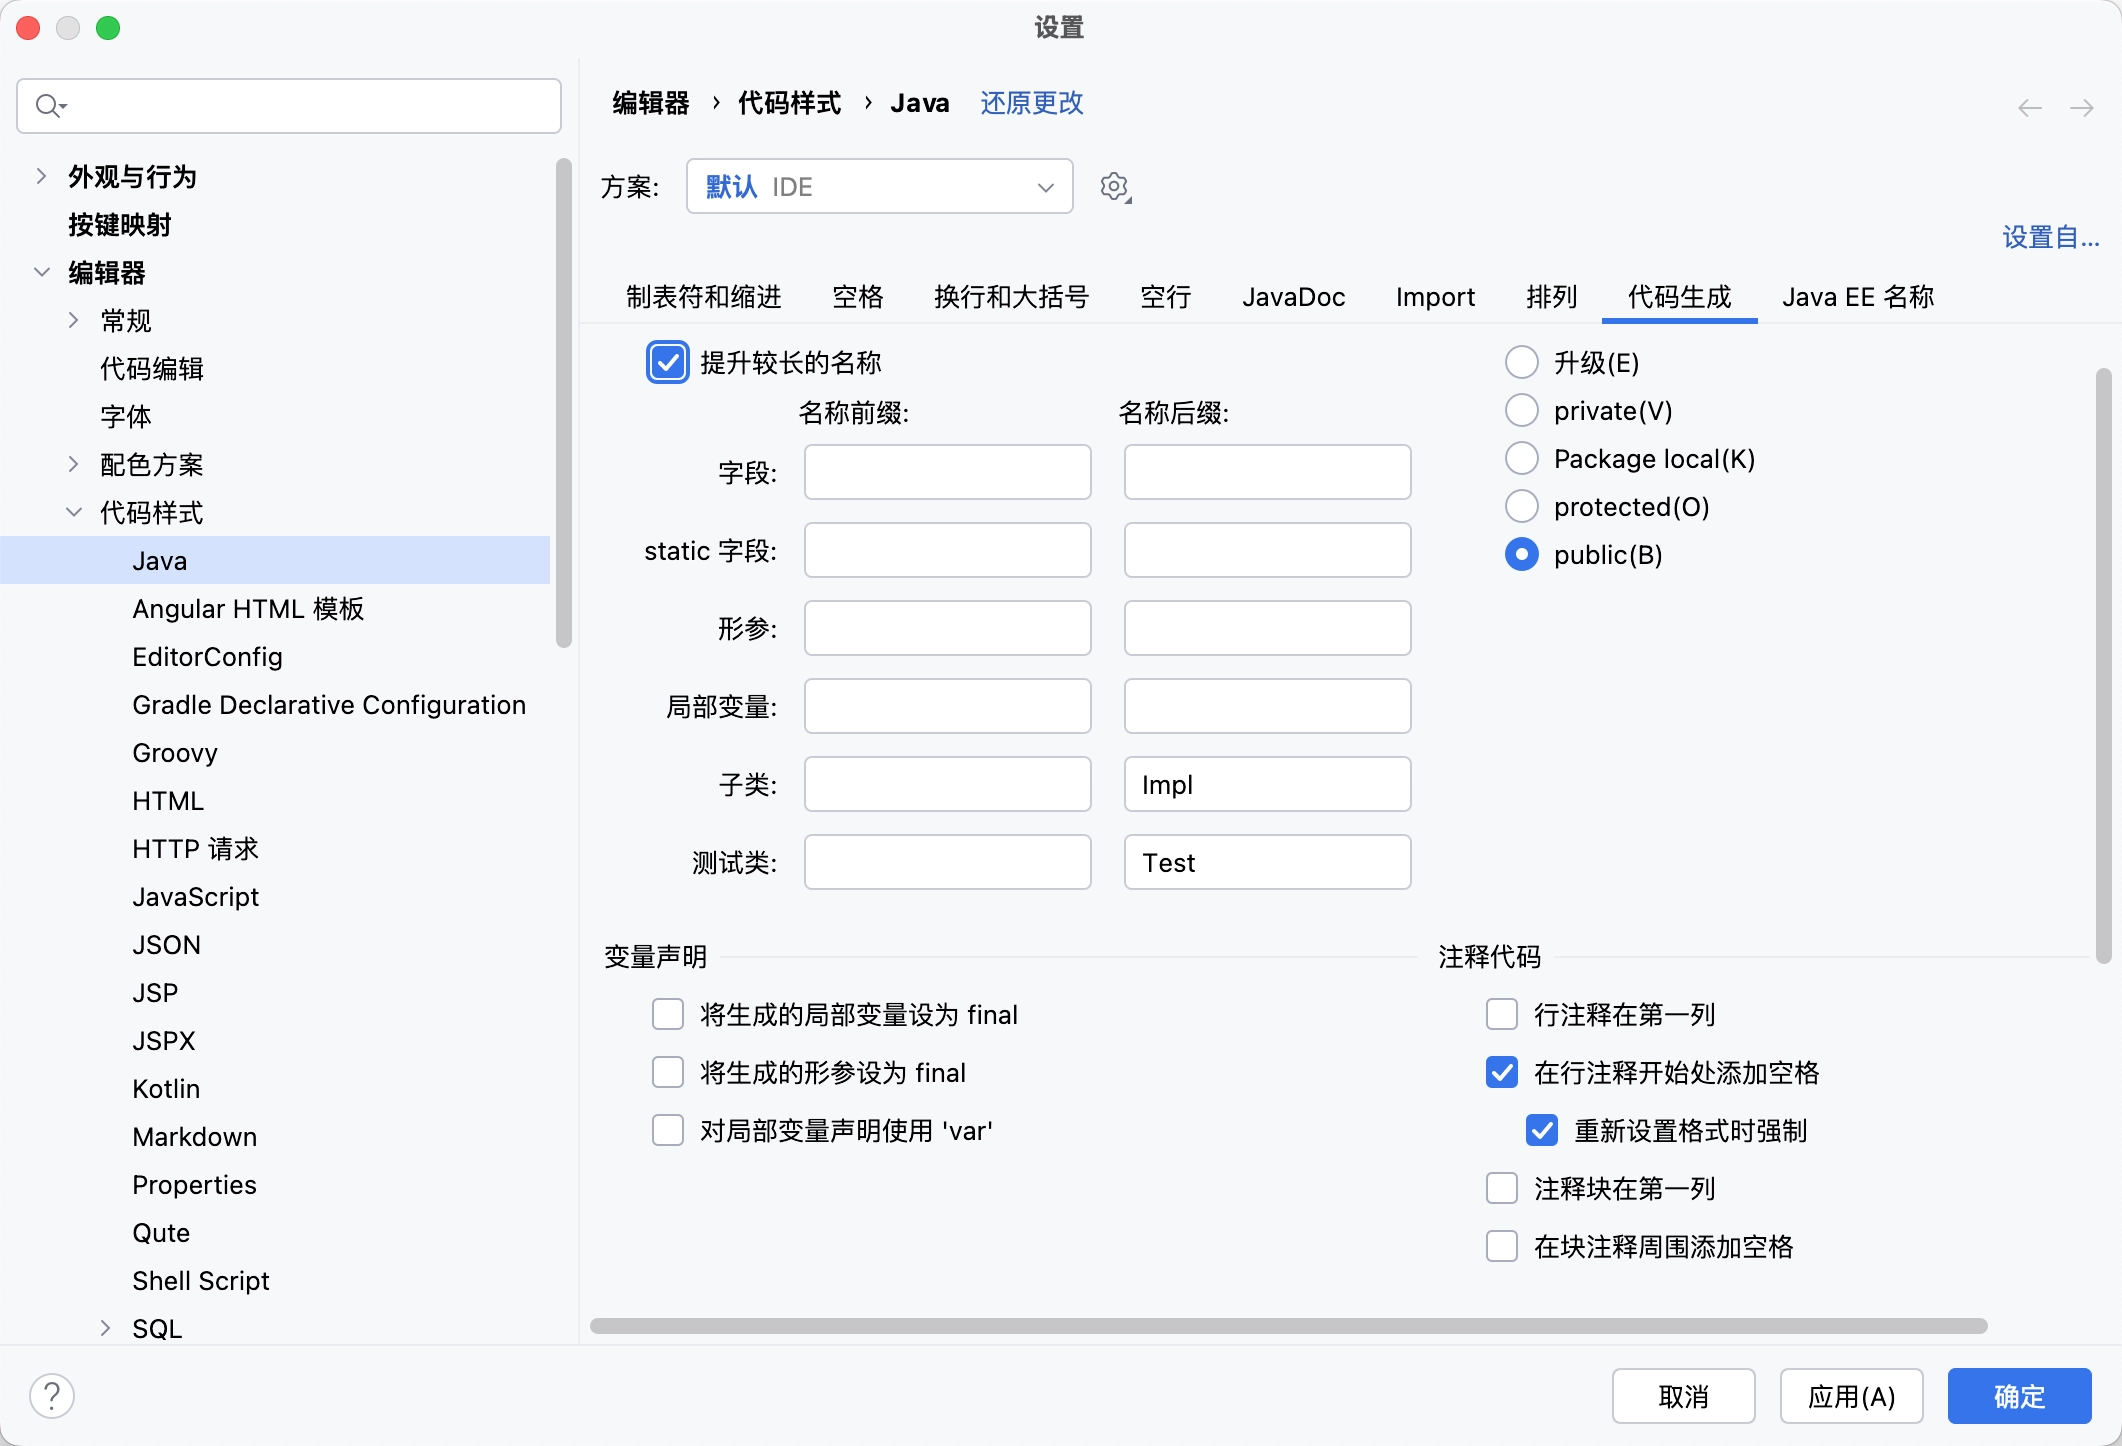 设置
外观与行为
按键映射
编辑器
常规
代码编辑
字体
配色方案
代码样式
Java
Angular HTML 模板
EditorConfig
Gradle Declarative Configuration
Groovy
HTML
HTTP 请求
JavaScript
JSON
JSP
JSPX
Kotlin
Markdown
Properties
Qute
Shell Script
SQL
编辑器 › 代码样式 › Java 还原更改
方案: 默认 IDE
设置自...
制表符和缩进 空格 换行和大括号 空行 JavaDoc Import 排列 代码生成 Java EE 名称
提升较长的名称
名称前缀: 名称后缀:
字段:
static 字段:
形参:
局部变量:
子类: Impl
测试类: Test
升级(E)
private(V)
Package local(K)
protected(O)
public(B)
变量声明
将生成的局部变量设为 final
将生成的形参设为 final
对局部变量声明使用 'var'
注释代码
行注释在第一列
在行注释开始处添加空格
重新设置格式时强制
注释块在第一列
在块注释周围添加空格
?
取消 应用(A) 确定